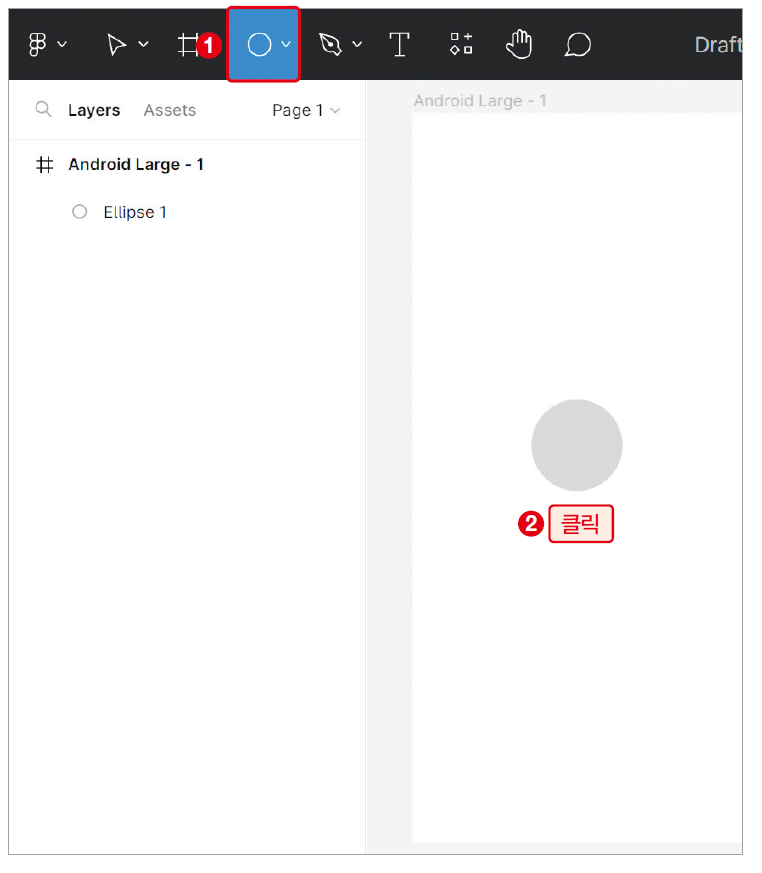 1
Draft
Layers Assets Page 1
Android Large - 1
Android Large - 1
Ellipse 1
2 클릭